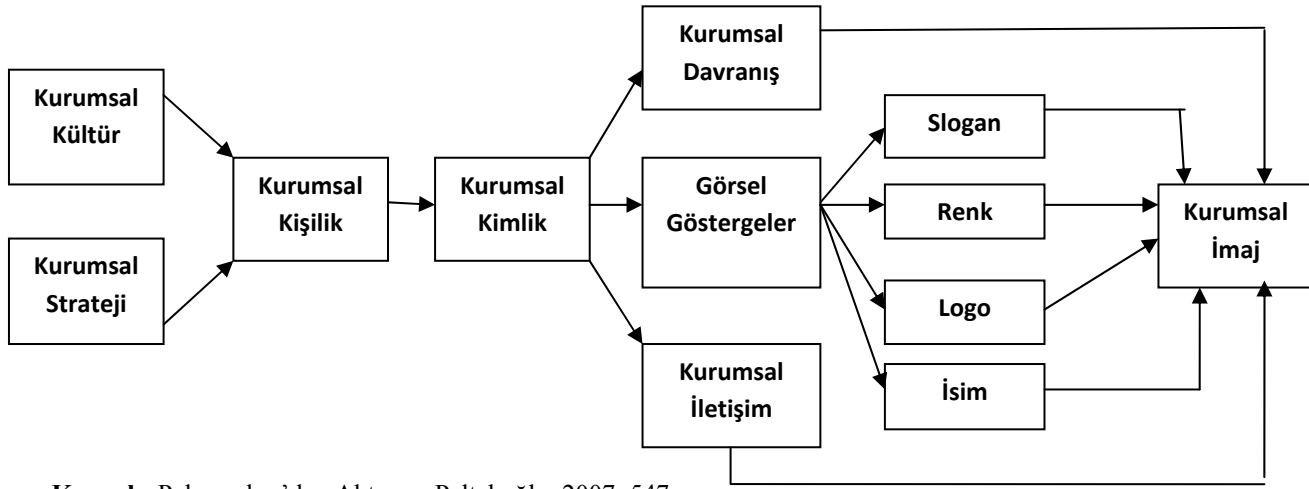 Kurumsal
Kültür
Kurumsal
Strateji
Kurumsal
Kişilik
Kurumsal
Kimlik
Kurumsal
Davranış
Görsel
Göstergeler
Kurumsal
İletişim
Slogan
Renk
Logo
İsim
Kurumsal
İmaj